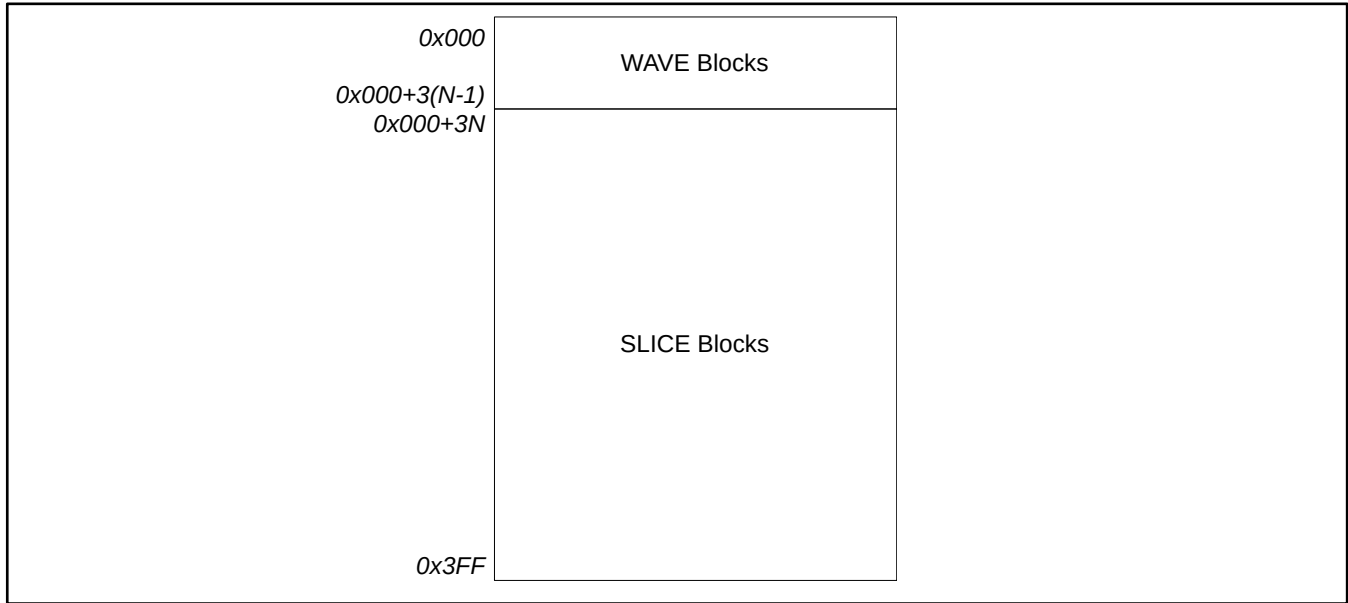 0x000
WAVE Blocks
0x000+3(N-1)
0x000+3N
SLICE Blocks
0x3FF